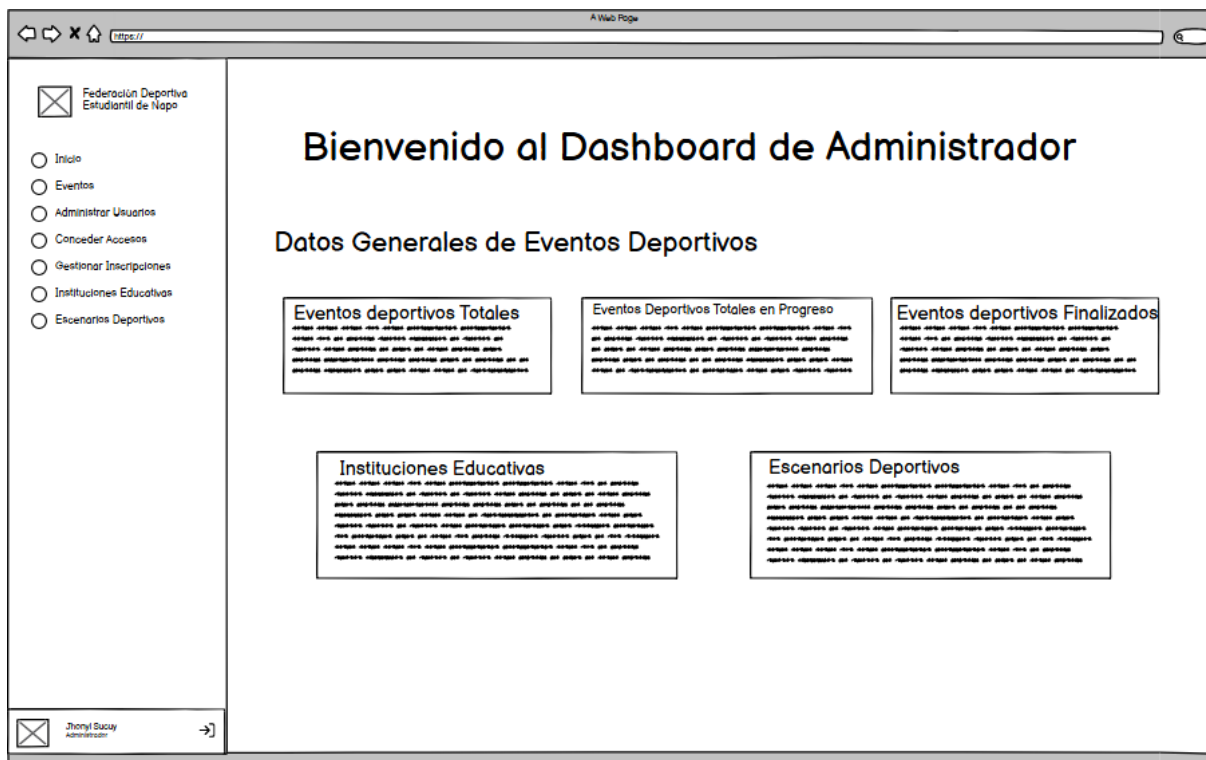 A Web Page
https://
Federación Deportiva
Estudiantil de Napo
Inicio
Eventos
Administrar Usuarios
Conceder Accesos
Gestionar Inscripciones
Instituciones Educativas
Escenarios Deportivos
Jhonyl Sucuy
Administrador
Bienvenido al Dashboard de Administrador
Datos Generales de Eventos Deportivos
Eventos deportivos Totales
Eventos Deportivos Totales en Progreso
Eventos deportivos Finalizados
Instituciones Educativas
Escenarios Deportivos